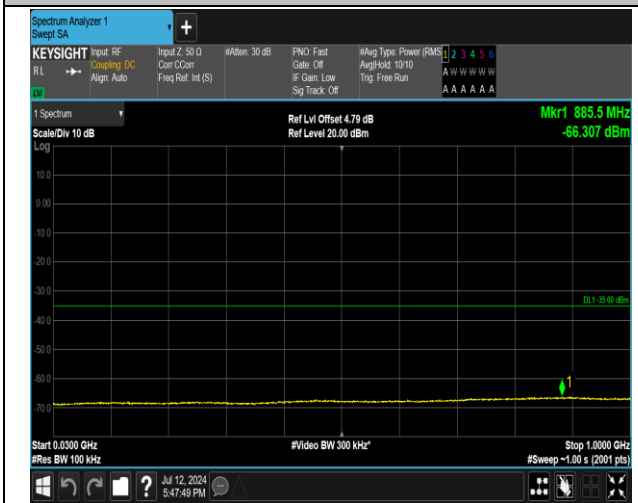 Spectrum Analyzer 1
Swept SA
+
KEYSIGHT Input: RF Input Z: 50 Ω #Atten: 30 dB PNO: Fast #Avg Type: Power (RMS 1 2 3 4 5 6
RL Coupling: DC Corr CCorr Gate: Off Avg|Hold: 10/10 A W W W W W
Align: Auto Freq Ref: Int (S) IF Gain: Low Trig: Free Run
Sig Track: Off A A A A A A
1 Spectrum
Ref Lvl Offset 4.79 dB Mkr1 885.5 MHz
Scale/Div 10 dB Ref Level 20.00 dBm -66.307 dBm
Log
10.0
0.00
-10.0
-20.0
-30.0
DL1 -35.00 dBm
-40.0
-50.0
-60.0
1
-70.0
Start 0.0300 GHz #Video BW 300 kHz* Stop 1.0000 GHz
#Res BW 100 kHz #Sweep ~1.00 s (2001 pts)
? Jul 12, 2024
5:47:49 PM